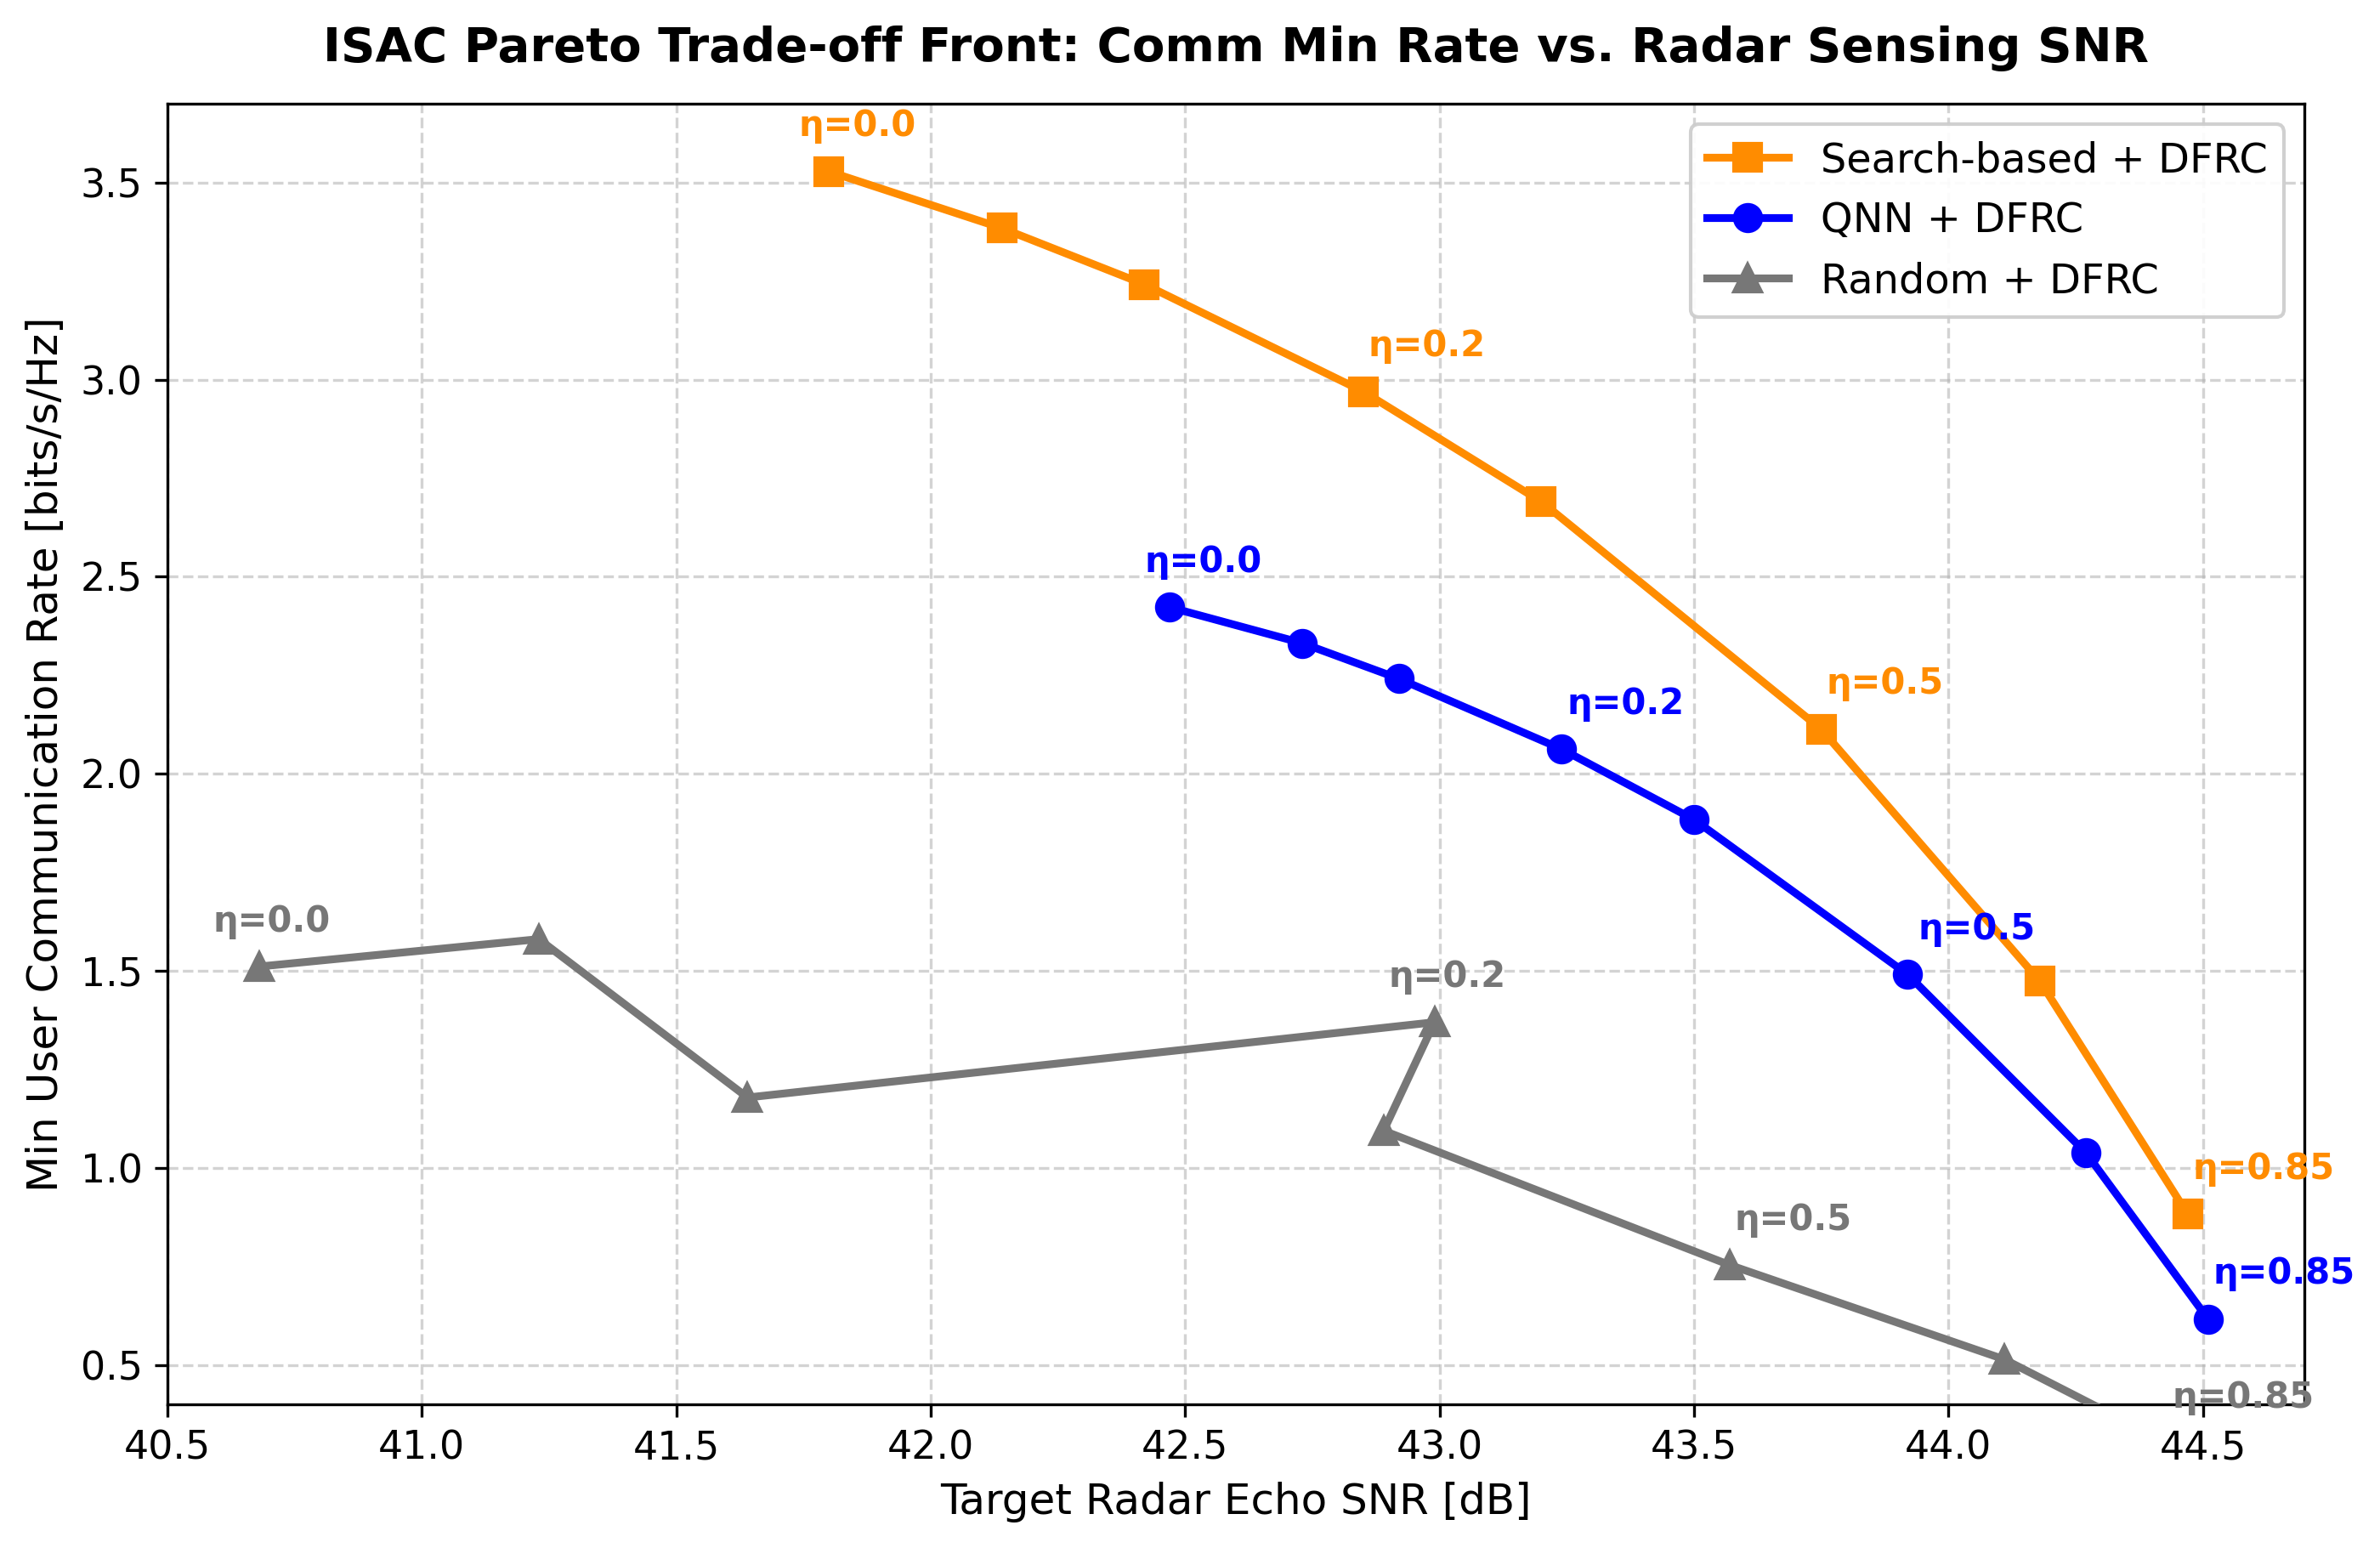 ISAC Pareto Trade-off Front: Comm Min Rate vs. Radar Sensing SNR
Search-based + DFRC
QNN + DFRC
Random + DFRC
η=0.0
η=0.2
η=0.5
η=0.85
η=0.0
η=0.2
η=0.5
η=0.85
η=0.0
η=0.2
η=0.5
η=0.85
Min User Communication Rate [bits/s/Hz]
3.5
3.0
2.5
2.0
1.5
1.0
0.5
40.5 41.0 41.5 42.0 42.5 43.0 43.5 44.0 44.5
Target Radar Echo SNR [dB]